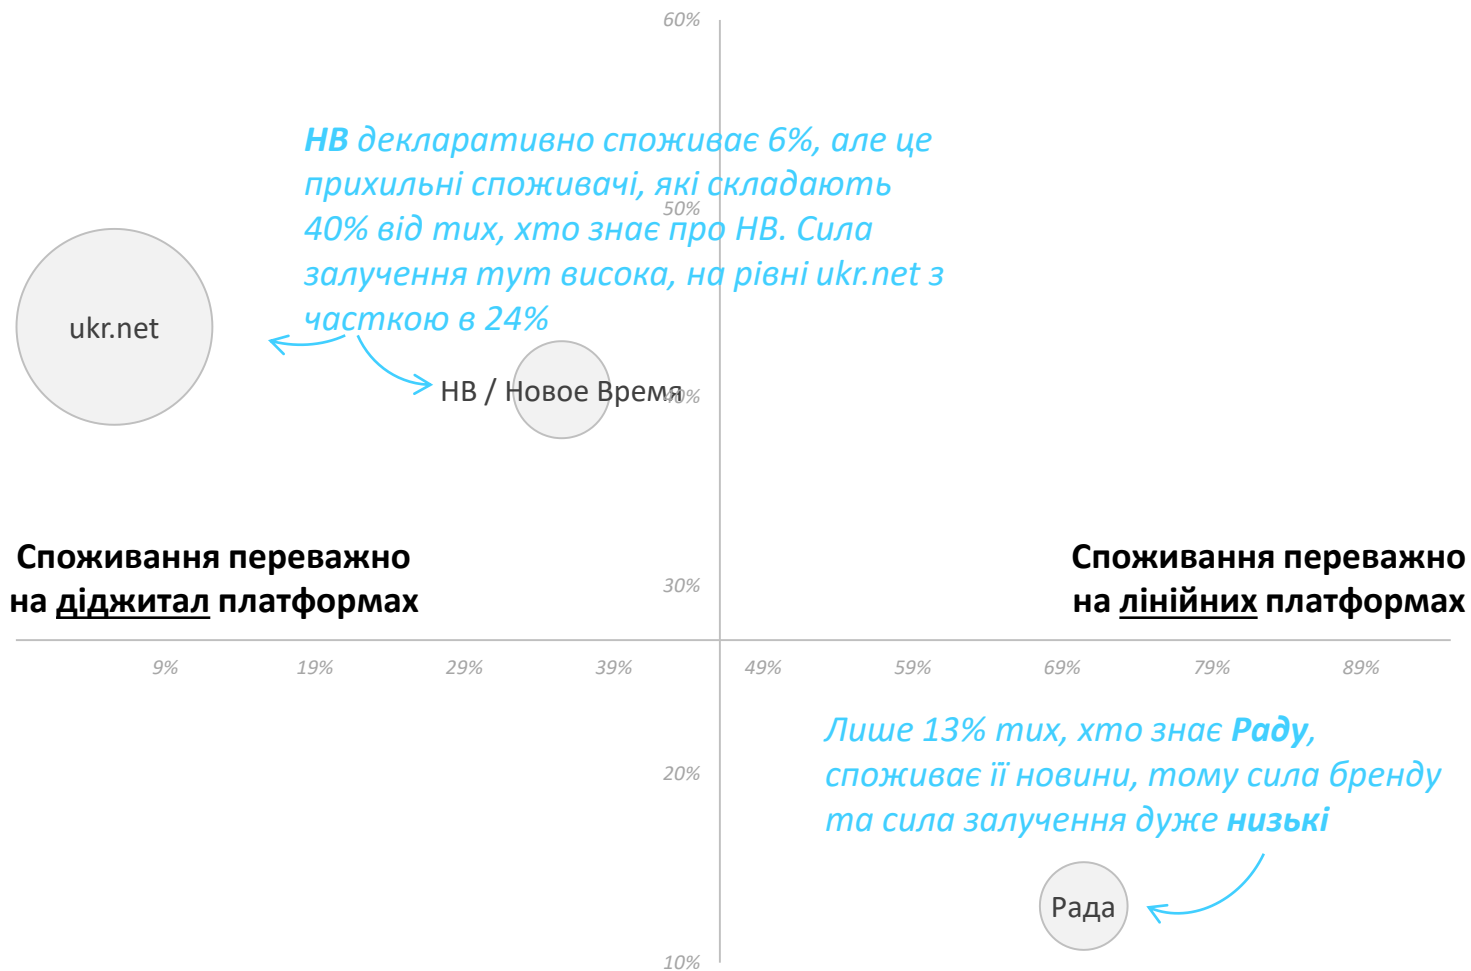 60%
НВ декларативно споживає 6%, але це
прихильні споживачі, які складають
50%
40% від тих, хто знає про НВ. Сила
залучення тут висока, на рівні ukr.net з
часткою в 24%
ukr.net
НВ / Новое Время
40%
Споживання переважно
на діджитал платформах
Споживання переважно
на лінійних платформах
30%
9% 19% 29% 39% 49% 59% 69% 79% 89%
Лише 13% тих, хто знає Раду,
споживає її новини, тому сила бренду
та сила залучення дуже низькі
20%
Рада
10%